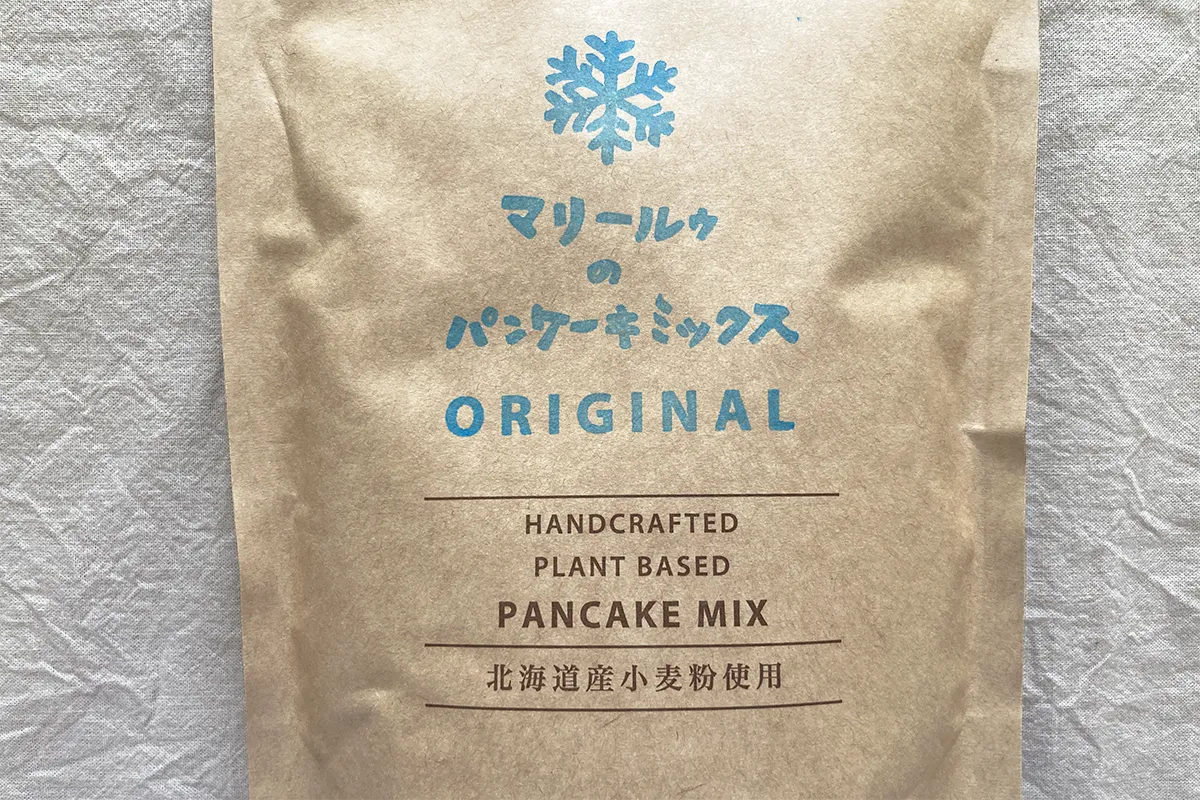 マリールゥ
の
パンケーキミックス
ORIGINAL
HANDCRAFTED
PLANT BASED
PANCAKE MIX
北海道産小麦粉使用